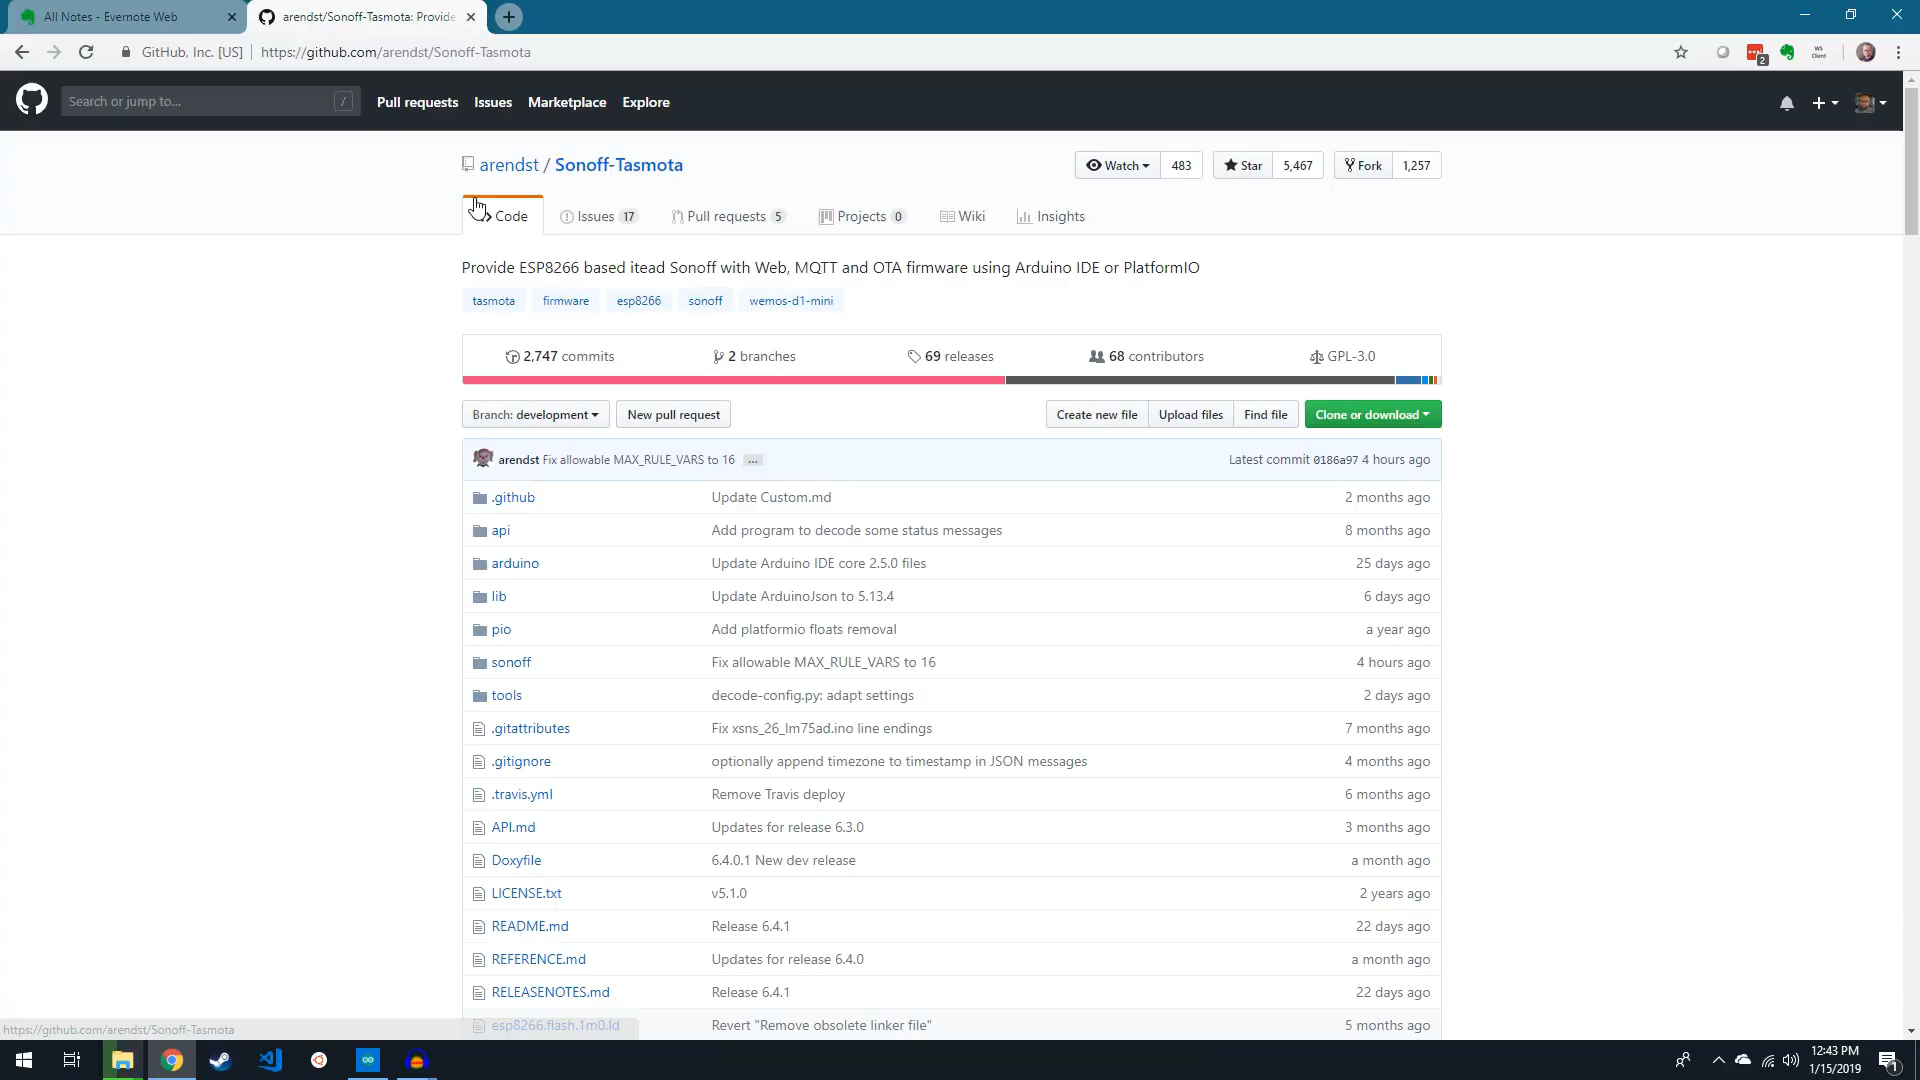 All Notes - Evernote Web
arendst/Sonoff-Tasmota: Provide
GitHub, Inc. [US] https://github.com/arendst/Sonoff-Tasmota
2 WS Client
Search or jump to... / Pull requests Issues Marketplace Explore
arendst / Sonoff-Tasmota Watch 483 Star 5,467 Fork 1,257
Code Issues 17 Pull requests 5 Projects 0 Wiki Insights
Provide ESP8266 based itead Sonoff with Web, MQTT and OTA firmware using Arduino IDE or PlatformIO
tasmota firmware esp8266 sonoff wemos-d1-mini
2,747 commits 2 branches 69 releases 68 contributors GPL-3.0
Branch: development New pull request Create new file Upload files Find file Clone or download
arendst Fix allowable MAX_RULE_VARS to 16 ... Latest commit 0186a97 4 hours ago
.github Update Custom.md 2 months ago
api Add program to decode some status messages 8 months ago
arduino Update Arduino IDE core 2.5.0 files 25 days ago
lib Update ArduinoJson to 5.13.4 6 days ago
pio Add platformio floats removal a year ago
sonoff Fix allowable MAX_RULE_VARS to 16 4 hours ago
tools decode-config.py: adapt settings 2 days ago
.gitattributes Fix xsns_26_lm75ad.ino line endings 7 months ago
.gitignore optionally append timezone to timestamp in JSON messages 4 months ago
.travis.yml Remove Travis deploy 6 months ago
API.md Updates for release 6.3.0 3 months ago
Doxyfile 6.4.0.1 New dev release a month ago
LICENSE.txt v5.1.0 2 years ago
README.md Release 6.4.1 22 days ago
REFERENCE.md Updates for release 6.4.0 a month ago
RELEASENOTES.md Release 6.4.1 22 days ago
esp8266.flash.1m0.ld Revert "Remove obsolete linker file" 5 months ago
https://github.com/arendst/Sonoff-Tasmota
12:43 PM
1/15/2019
1